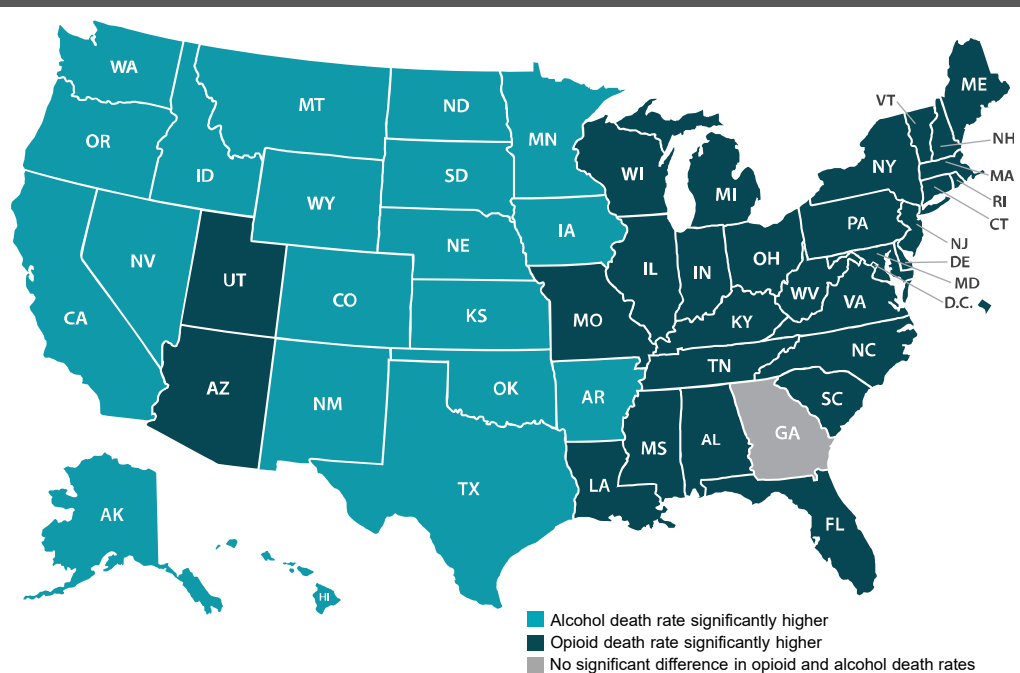 WA
MT
ND
MN
ME
VT
NH
OR
ID
SD
WI
MI
NY
MA
RI
CT
WY
NE
IA
PA
NJ
DE
MD
D.C.
NV
UT
CO
KS
IL
IN
OH
WV
VA
CA
MO
KY
NC
AZ
NM
OK
AR
TN
SC
GA
MS
AL
TX
LA
FL
AK
HI
Alcohol death rate significantly higher
Opioid death rate significantly higher
No significant difference in opioid and alcohol death rates